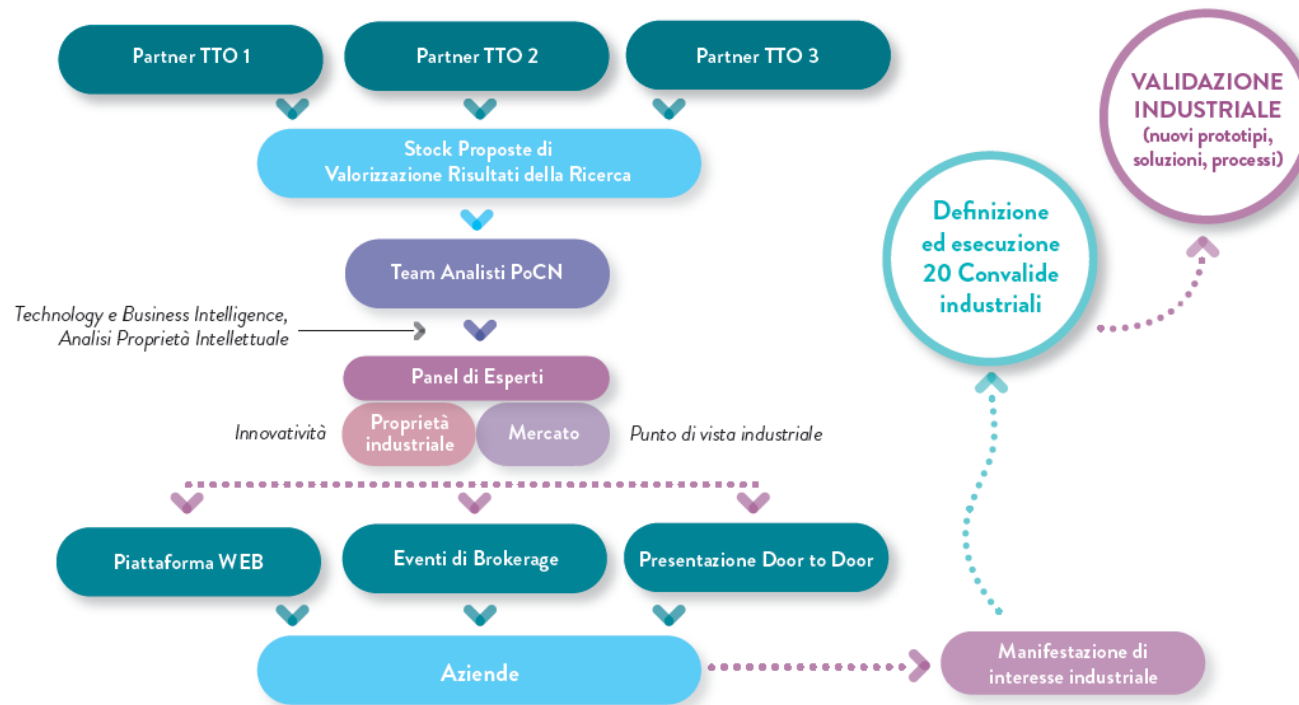 Partner TTO 1
Partner TTO 2
Partner TTO 3
Stock Proposte di
Valorizzazione Risultati della Ricerca
Team Analisti PoCN
Technology e Business Intelligence,
Analisi Proprietà Intellettuale
Panel di Esperti
Innovatività
Proprietà
industriale
Mercato
Punto di vista industriale
Piattaforma WEB
Eventi di Brokerage
Presentazione Door to Door
Aziende
Manifestazione di
interesse industriale
Definizione
ed esecuzione
20 Convalide
industriali
VALIDAZIONE
INDUSTRIALE
(nuovi prototipi,
soluzioni, processi)